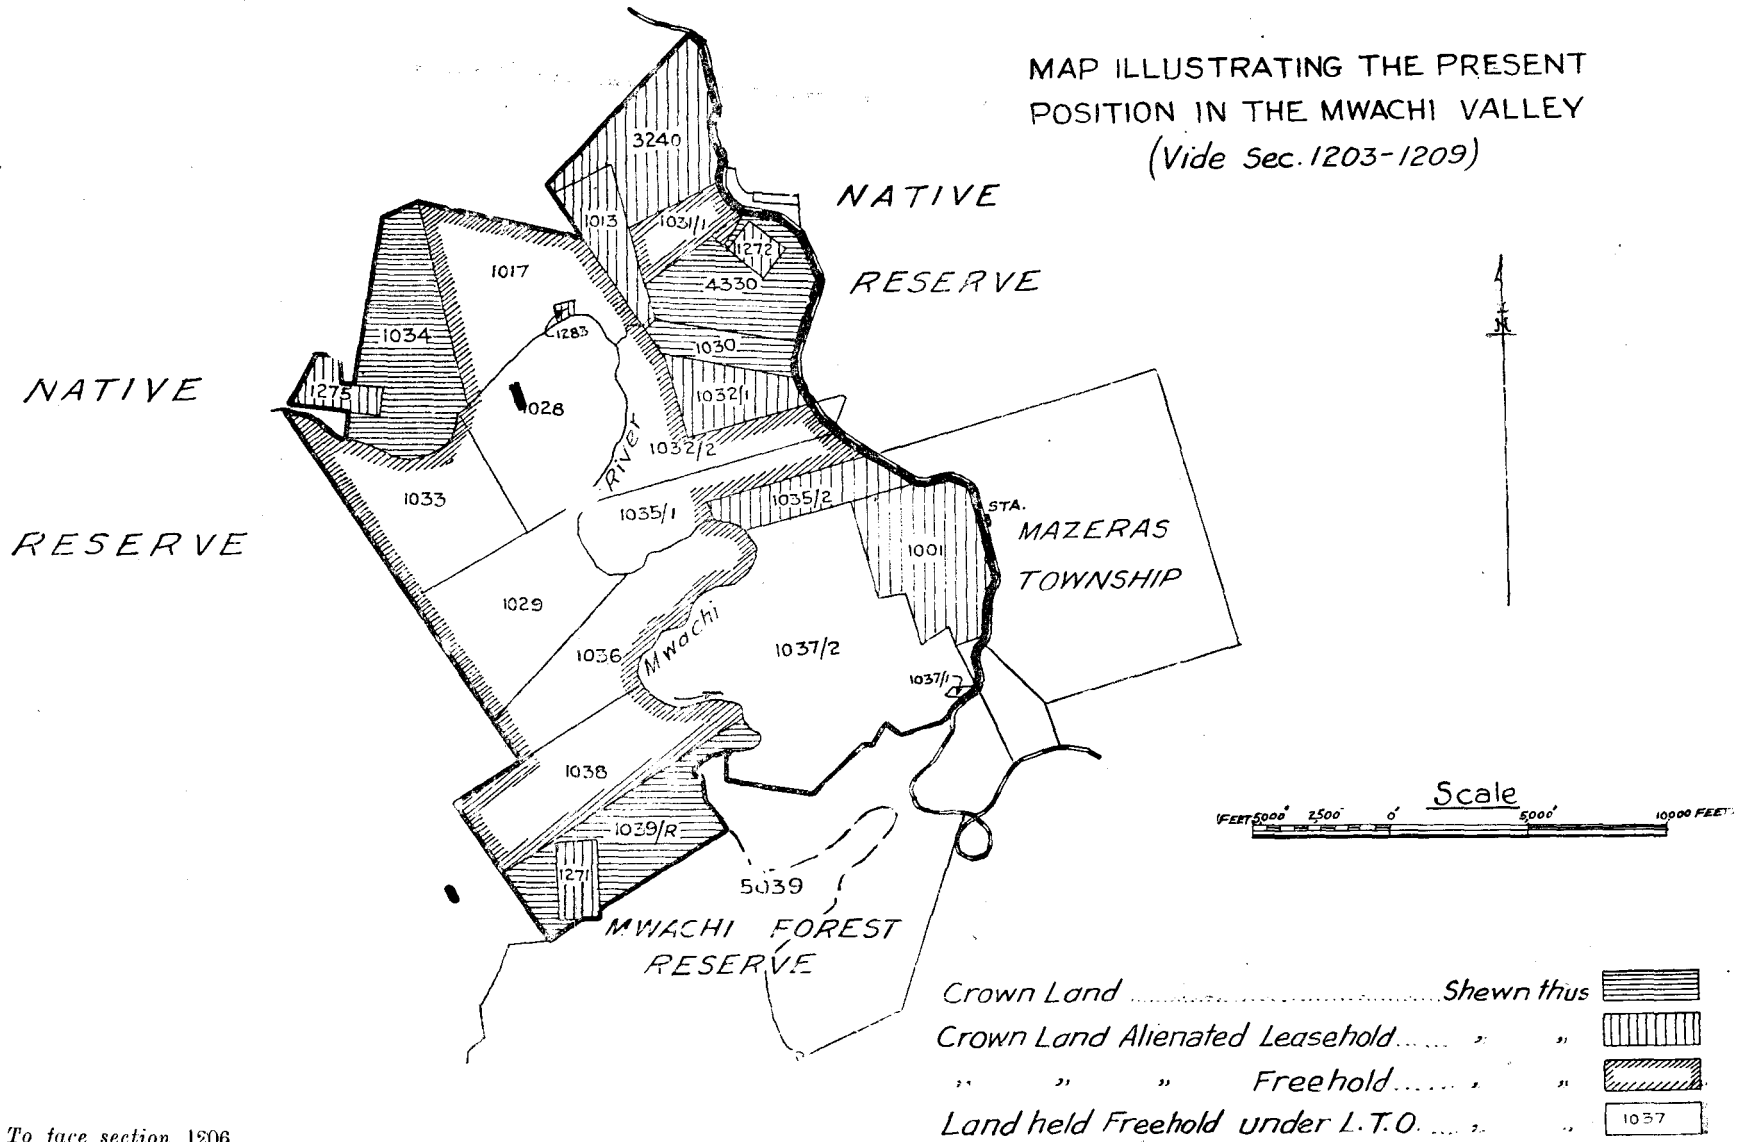 MAP ILLUSTRATING THE PRESENT
POSITION IN THE MWACHI VALLEY
(Vide Sec. 1203-1209)
3240
NATIVE
RESERVE
1013
1031/1
1272
4330
1017
1283
1034
1030
1275
NATIVE
RESERVE
1028
1032/1
1032/2
River
1033
1035/1
1035/2
N
STA.
MAZERAS
TOWNSHIP
1001
1029
1036
Mwachi
1037/2
1037/1
1038
1039/R
1271
5039
MWACHI FOREST
RESERVE
Scale
FEET 5000' 2500' 0' 5000' 10000 FEET
Crown Land ........ Shewn thus
Crown Land Alienated Leasehold...... " "
" " " Freehold...... " "
Land held Freehold under L.T.O. .... " "
1037
To face section 1206